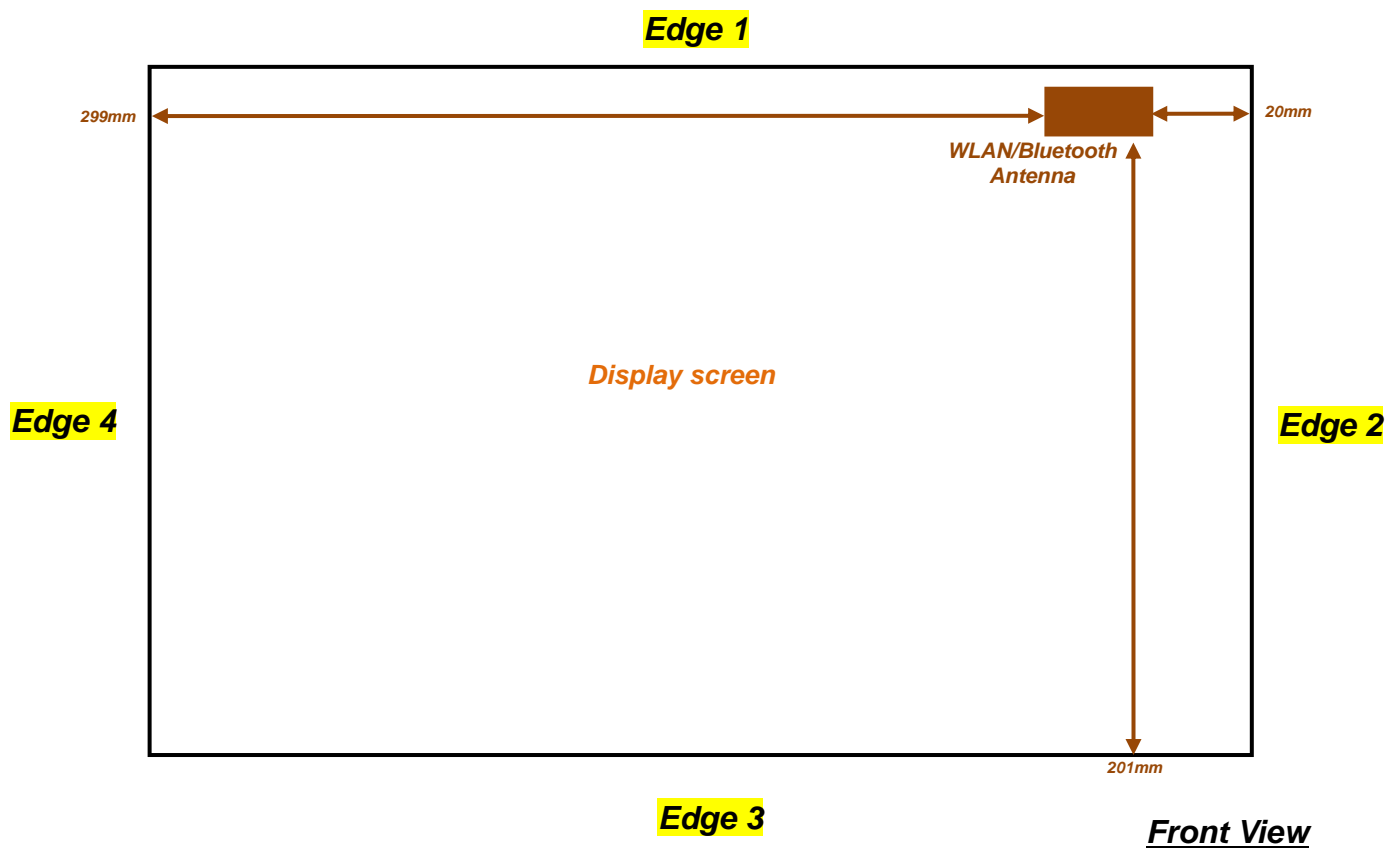 Edge 1
299mm
20mm
WLAN/Bluetooth
Antenna
Display screen
Edge 4
Edge 2
201mm
Edge 3
Front View